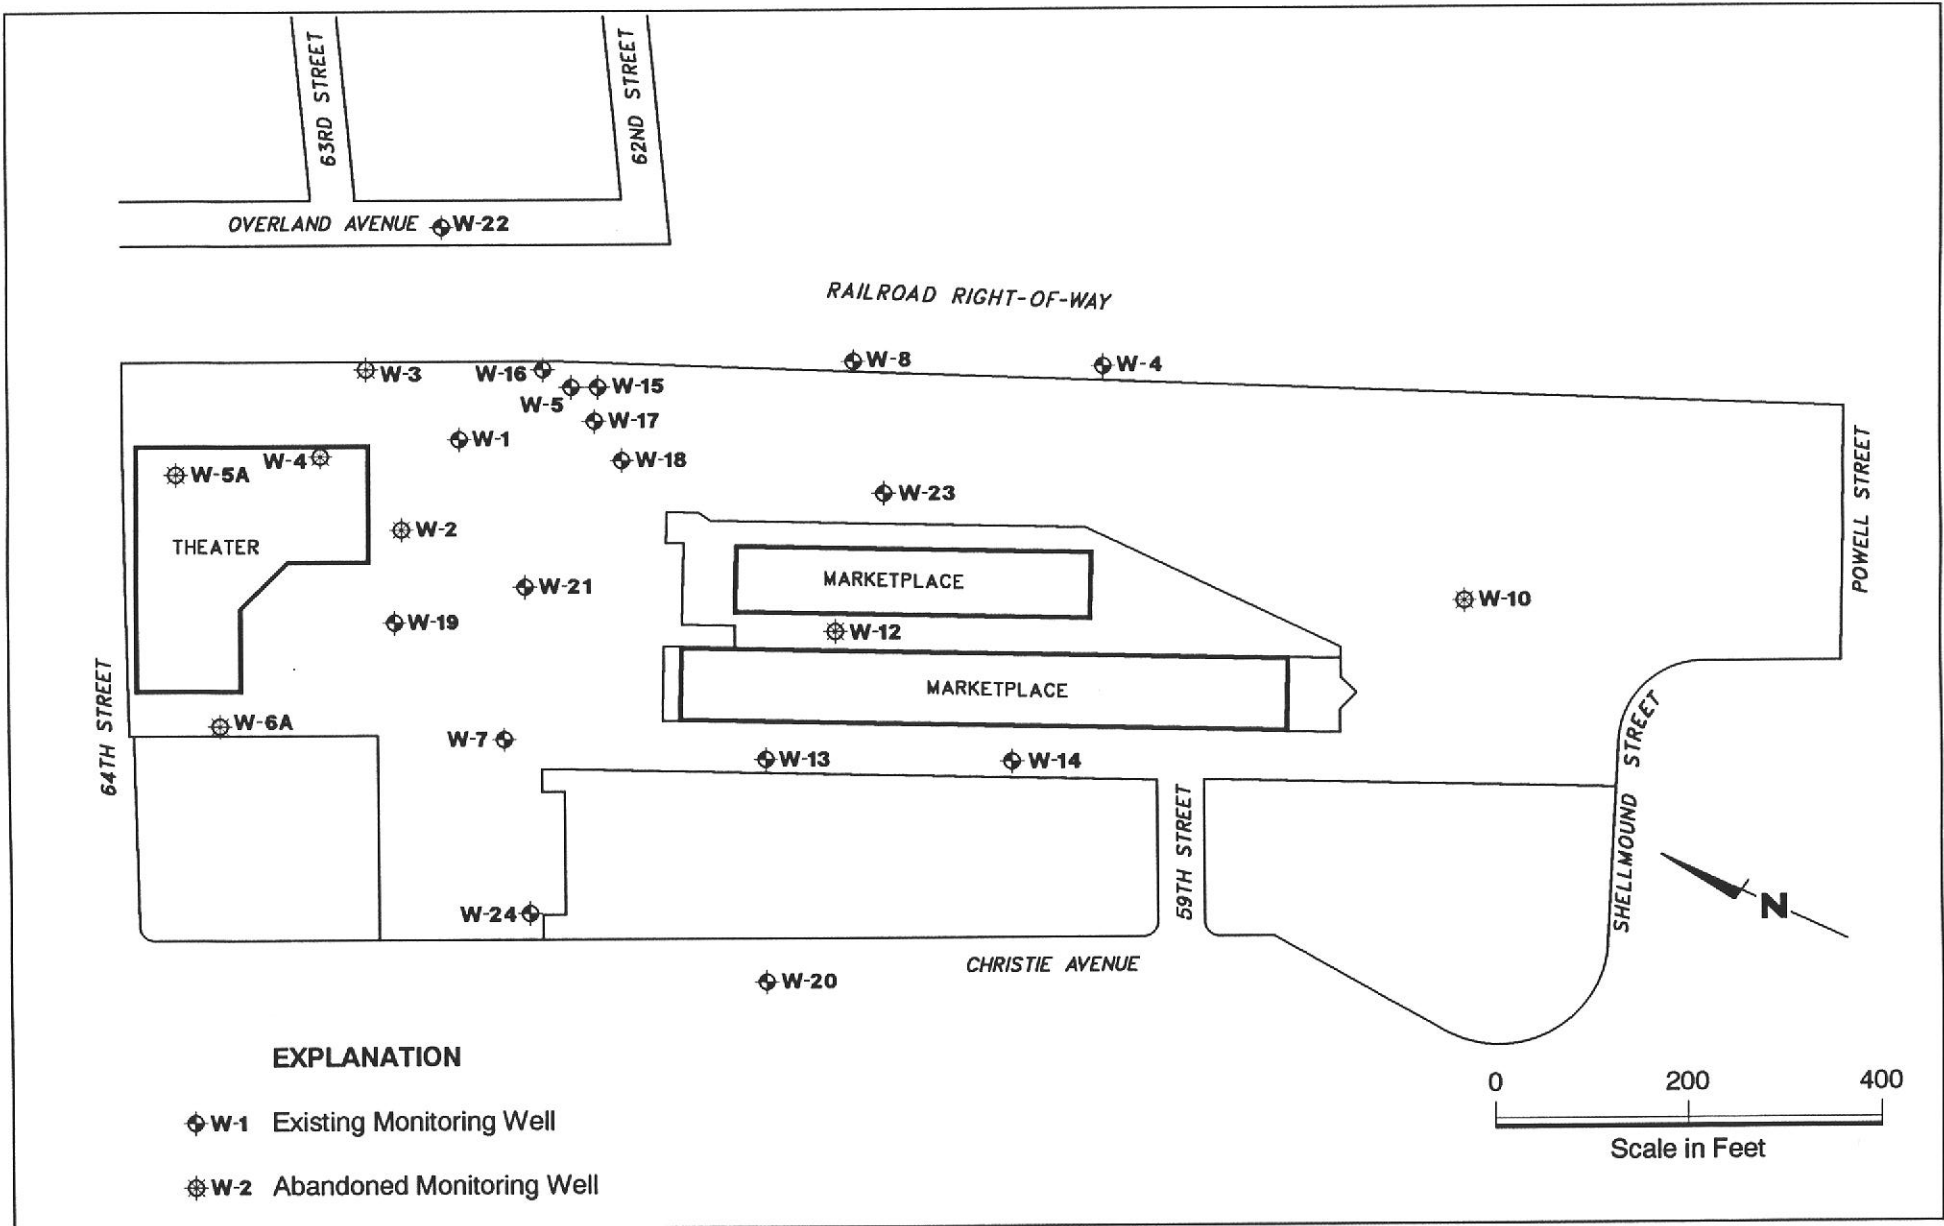 63RD STREET
62ND STREET
OVERLAND AVENUE
W-22
RAILROAD RIGHT-OF-WAY
W-3
W-16
W-5
W-15
W-8
W-4
W-17
W-1
W-18
W-4
W-5A
W-23
W-2
THEATER
MARKETPLACE
W-21
W-10
W-19
W-12
MARKETPLACE
POWELL STREET
64TH STREET
W-6A
W-7
W-13
W-14
SHELLMOUND STREET
SHELLMOUND STREET
59TH STREET
W-24
N
CHRISTIE AVENUE
W-20
EXPLANATION
W-1 Existing Monitoring Well
W-2 Abandoned Monitoring Well
0 200 400
Scale in Feet